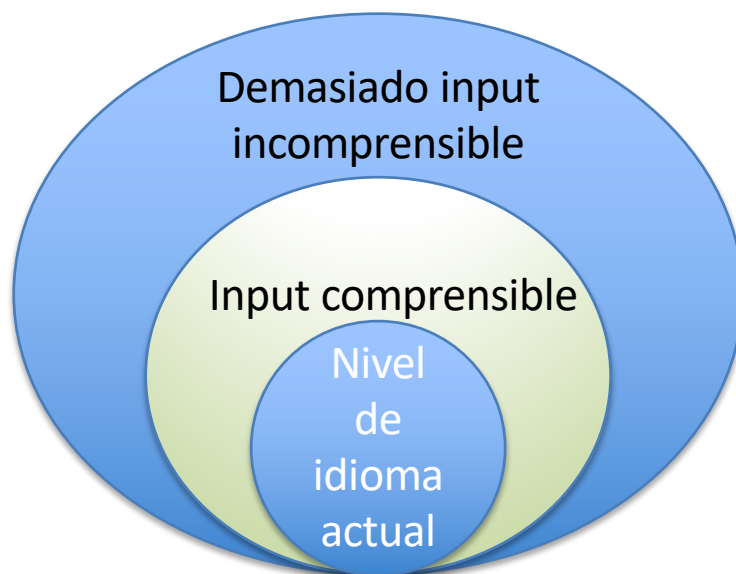 Demasiado input
incomprensible
Input comprensible
Nivel
de
idioma
actual